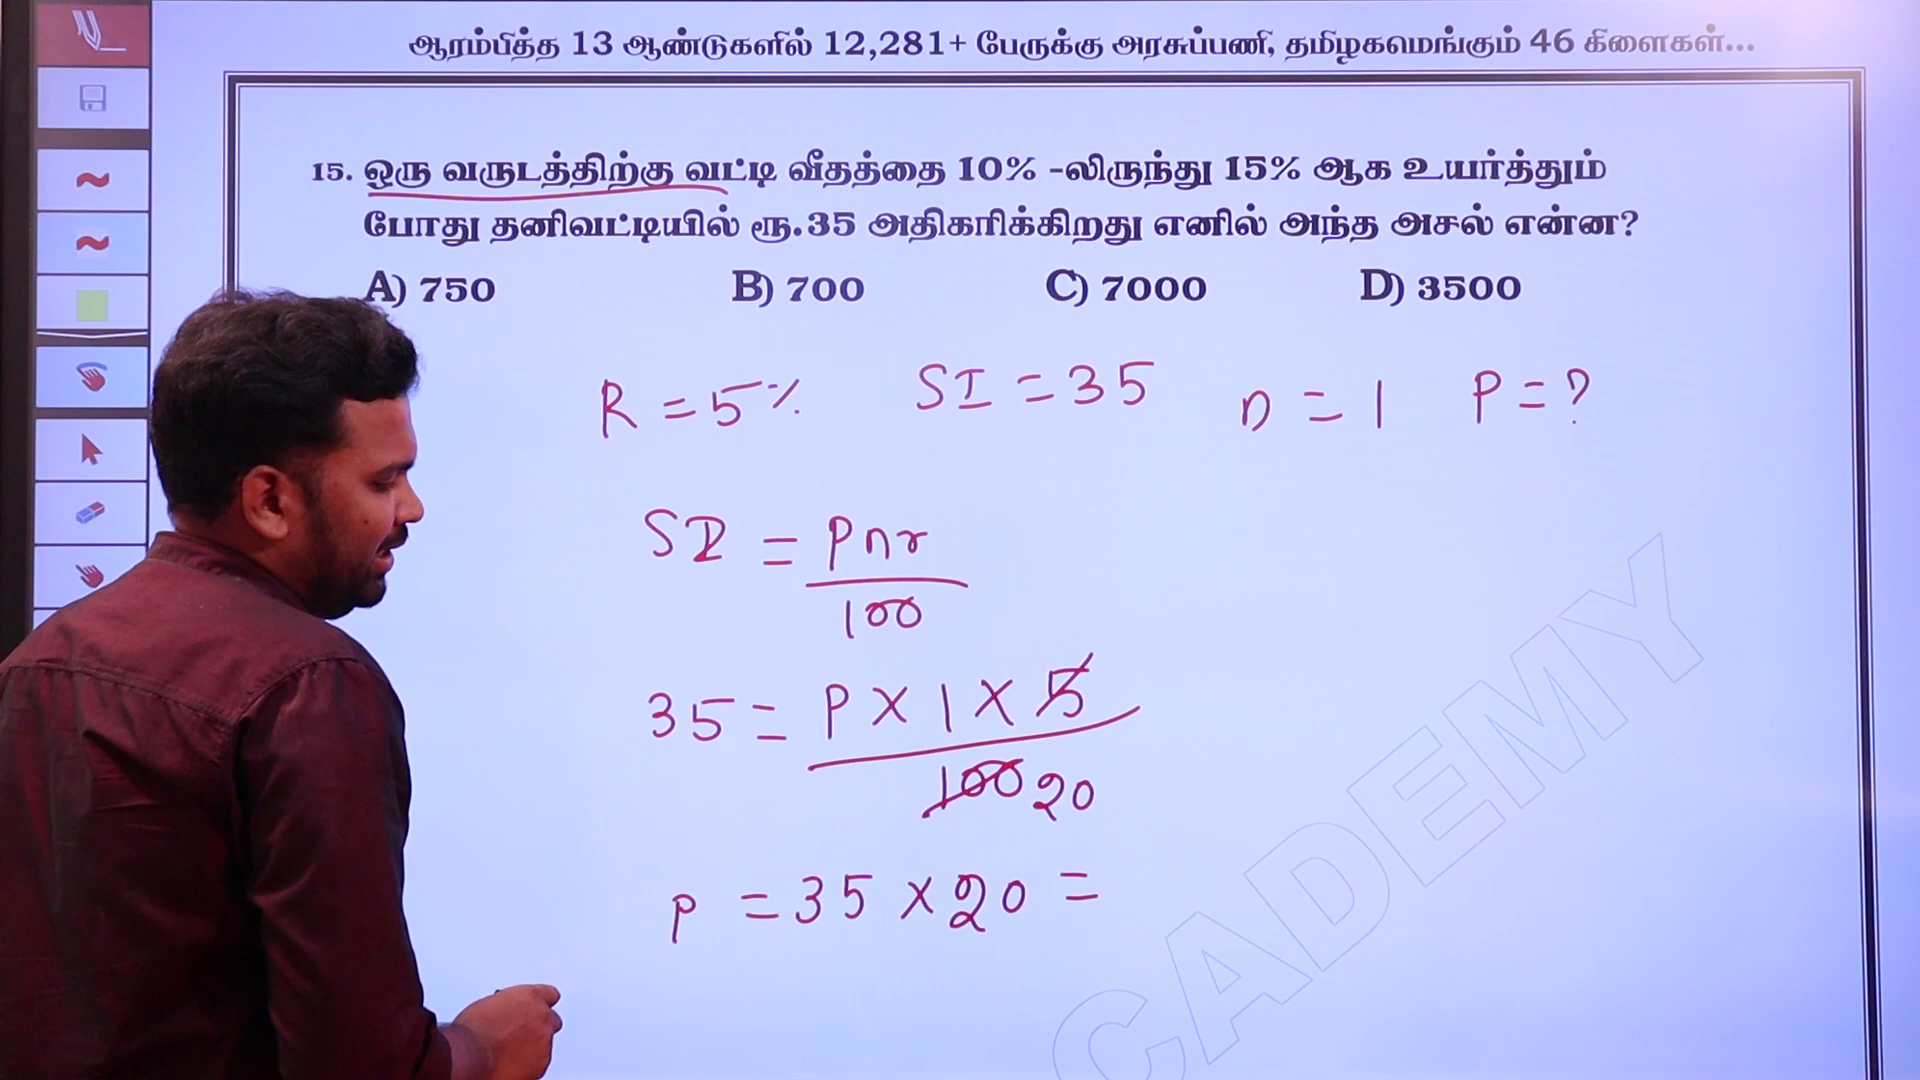 ஆரம்பித்த 13 ஆண்டுகளில் 12,281+ பேருக்கு அரசுப்பணி, தமிழகமெங்கும் 46 கிளைகள்...
15. ஒரு வருடத்திற்கு வட்டி வீதத்தை 10% -லிருந்து 15% ஆக உயர்த்தும்
போது தனிவட்டியில் ரூ.35 அதிகரிக்கிறது எனில் அந்த அசல் என்ன?
A) 750 B) 700 C) 7000 D) 3500
R = 5% SI = 35 n = 1 P = ?
SI = Pnr
100
35 = P X 1 X 5
100 20
P = 35 X 20 =
CADEMY